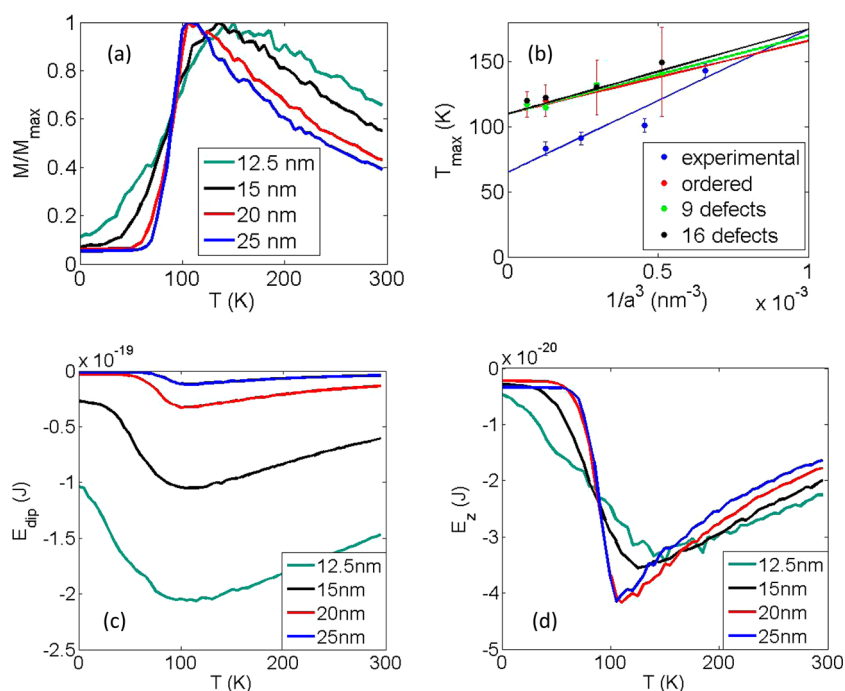 (a)
M/Mmax
1
0.8
0.6
0.4
0.2
0
0 100 200 300
T (K)
12.5 nm
15 nm
20 nm
25 nm
(b)
Tmax (K)
150
100
50
0
0 0.5 1
1/a³ (nm⁻³)
x 10⁻³
experimental
ordered
9 defects
16 defects
x 10⁻¹⁹
0
-0.5
-1
-1.5
-2
-2.5
Edip (J)
(c)
12.5nm
15nm
20nm
25nm
0 100 200 300
T (K)
x 10⁻²⁰
0
-1
-2
-3
-4
-5
Ez (J)
(d)
12.5nm
15nm
20nm
25nm
0 100 200 300
T (K)